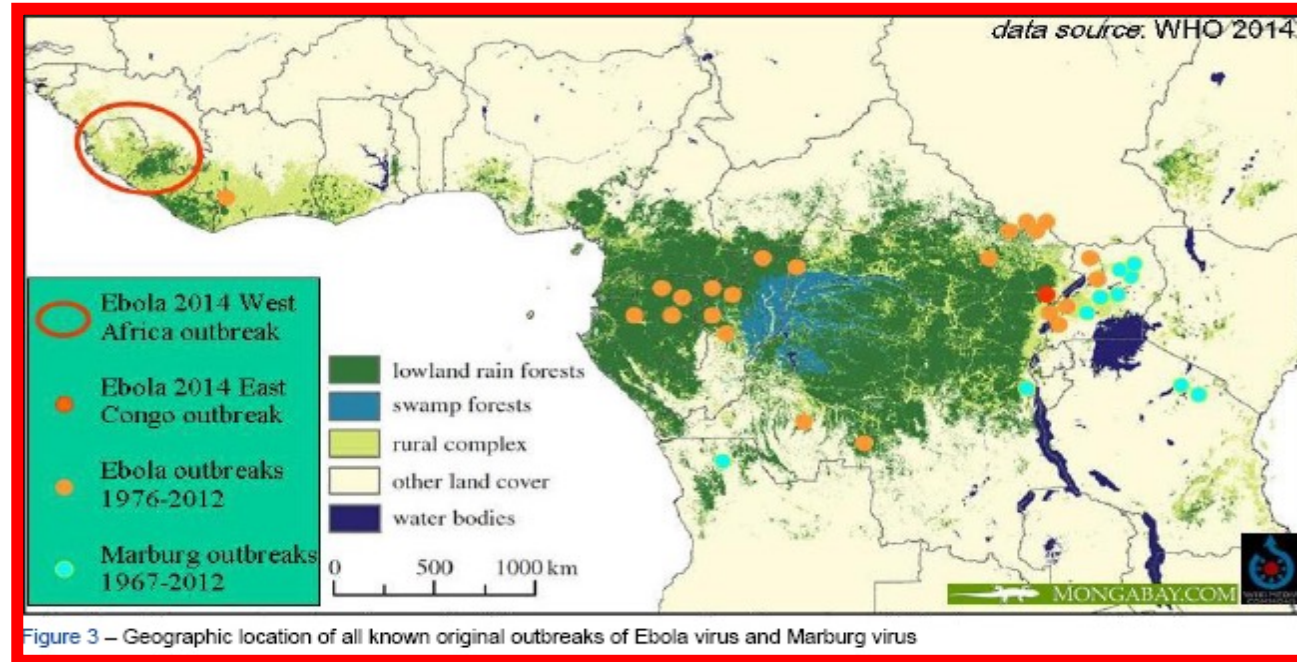 data source: WHO 2014
Ebola 2014 West
Africa outbreak
Ebola 2014 East
Congo outbreak
Ebola outbreaks
1976-2012
Marburg outbreaks
1967-2012
lowland rain forests
swamp forests
rural complex
other land cover
water bodies
0 500 1000 km
MONGABAY.COM
Figure 3 – Geographic location of all known original outbreaks of Ebola virus and Marburg virus